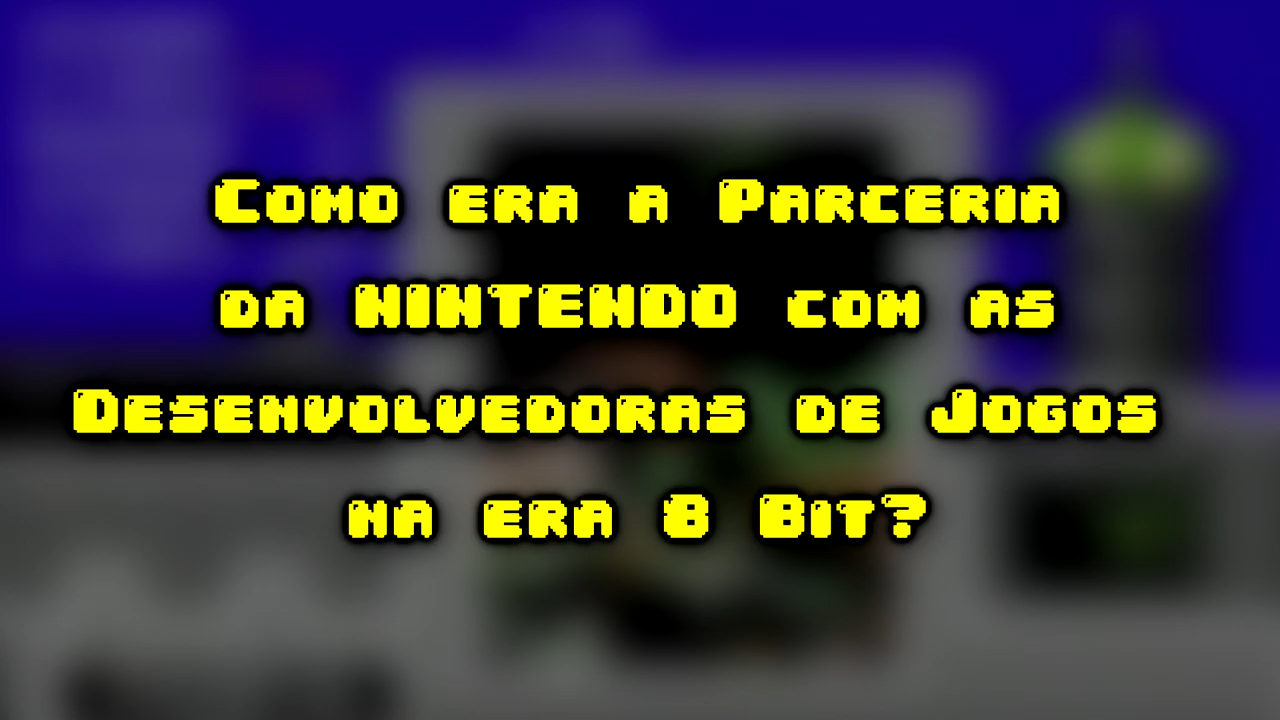 Como era a Parceria
da NINTENDO com as
Desenvolvedoras de Jogos
na era 8 Bit?